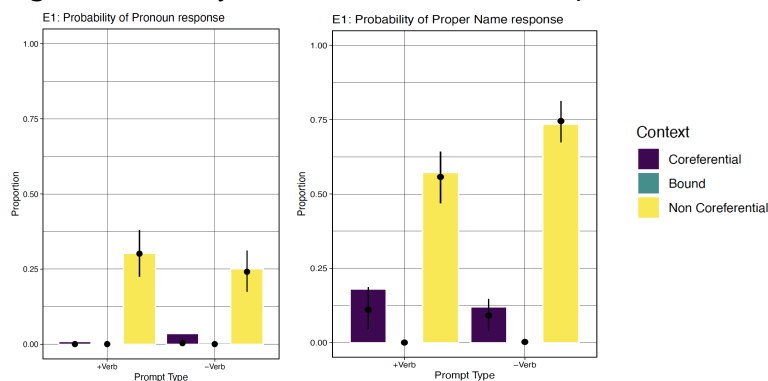 E1: Probability of Pronoun response
1.00
0.75
0.50
0.25
0.00
Proportion
+Verb
−Verb
Prompt Type
E1: Probability of Proper Name response
1.00
0.75
0.50
0.25
0.00
Proportion
+Verb
−Verb
Prompt Type
Context
Coreferential
Bound
Non Coreferential